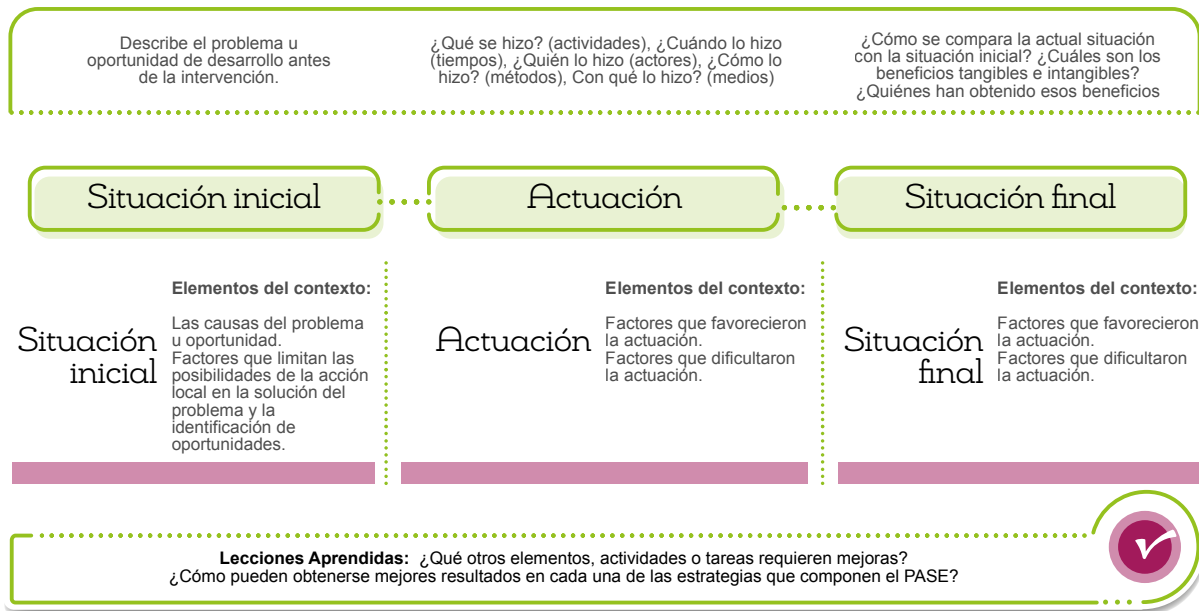 Describe el problema u
oportunidad de desarrollo antes
de la intervención.
¿Qué se hizo? (actividades), ¿Cuándo lo hizo
(tiempos), ¿Quién lo hizo (actores), ¿Cómo lo
hizo? (métodos), Con qué lo hizo? (medios)
¿Cómo se compara la actual situación
con la situación inicial? ¿Cuáles son los
beneficios tangibles e intangibles?
¿Quiénes han obtenido esos beneficios
Situación inicial
Actuación
Situación final
Situación
inicial
Elementos del contexto:
Las causas del problema
u oportunidad.
Factores que limitan las
posibilidades de la acción
local en la solución del
problema y la
identificación de
oportunidades.
Actuación
Elementos del contexto:
Factores que favorecieron
la actuación.
Factores que dificultaron
la actuación.
Situación
final
Elementos del contexto:
Factores que favorecieron
la actuación.
Factores que dificultaron
la actuación.
Lecciones Aprendidas: ¿Qué otros elementos, actividades o tareas requieren mejoras?
¿Cómo pueden obtenerse mejores resultados en cada una de las estrategias que componen el PASE?